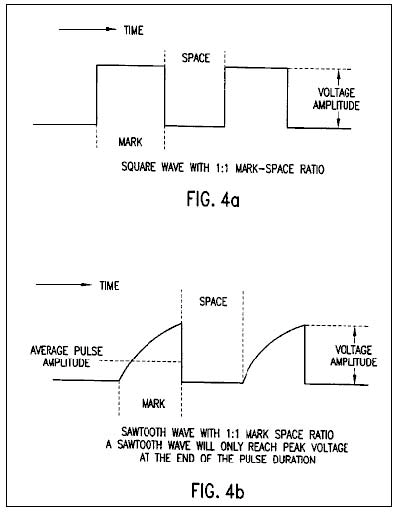 TIME
SPACE
VOLTAGE
AMPLITUDE
MARK
SQUARE WAVE WITH 1:1 MARK-SPACE RATIO
FIG. 4a
TIME
SPACE
AVERAGE PULSE
AMPLITUDE
VOLTAGE
AMPLITUDE
MARK
SAWTOOTH WAVE WITH 1:1 MARK SPACE RATIO
A SAWTOOTH WAVE WILL ONLY REACH PEAK VOLTAGE
AT THE END OF THE PULSE DURATION
FIG. 4b